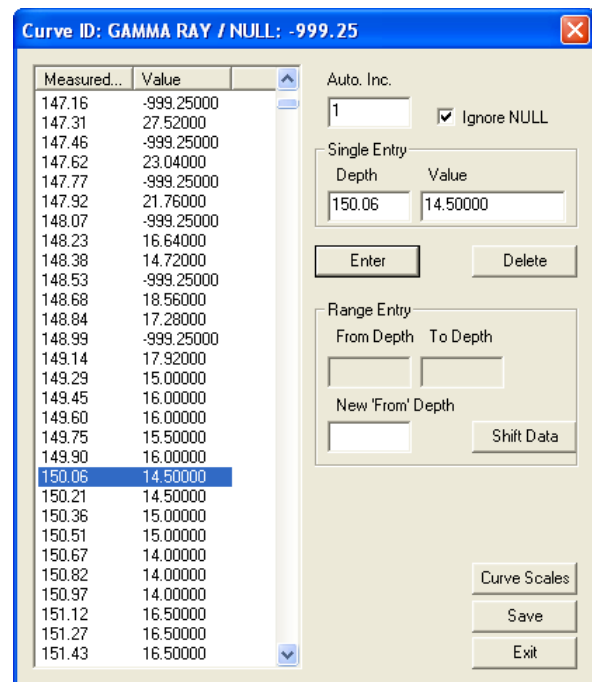 Curve ID: GAMMA RAY / NULL: -999.25
Measured... Value
147.16 -999.25000
147.31 27.52000
147.46 -999.25000
147.62 23.04000
147.77 -999.25000
147.92 21.76000
148.07 -999.25000
148.23 16.64000
148.38 14.72000
148.53 -999.25000
148.68 18.56000
148.84 17.28000
148.99 -999.25000
149.14 17.92000
149.29 15.00000
149.45 16.00000
149.60 16.00000
149.75 15.50000
149.90 16.00000
150.06 14.50000
150.21 14.50000
150.36 15.00000
150.51 15.00000
150.67 14.00000
150.82 14.00000
150.97 14.00000
151.12 16.50000
151.27 16.50000
151.43 16.50000
Auto. Inc.
1
Ignore NULL
Single Entry
Depth Value
150.06 14.50000
Enter Delete
Range Entry
From Depth To Depth
New 'From' Depth
Shift Data
Curve Scales
Save
Exit